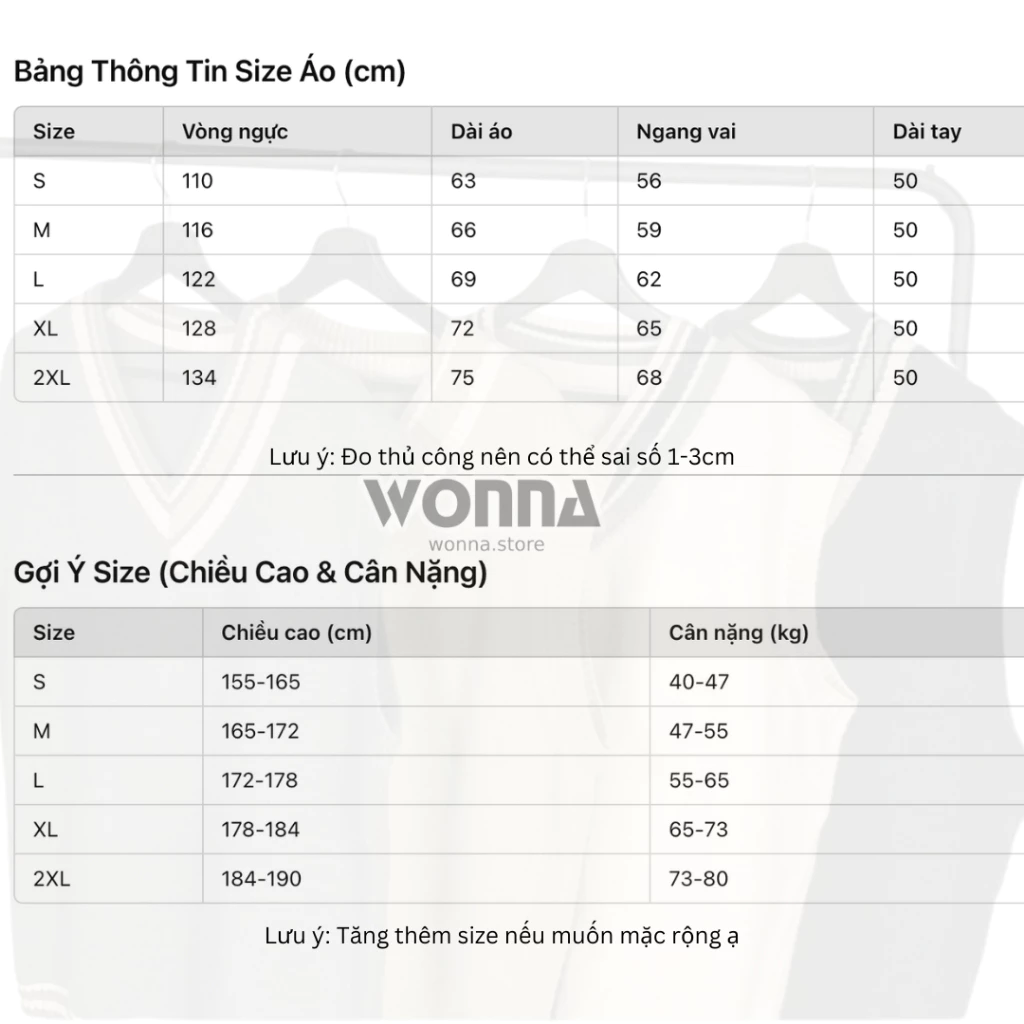 Bảng Thông Tin Size Áo (cm)
Size Vòng ngực Dài áo Ngang vai Dài tay
S 110 63 56 50
M 116 66 59 50
L 122 69 62 50
XL 128 72 65 50
2XL 134 75 68 50
Lưu ý: Đo thủ công nên có thể sai số 1-3cm
WONNA
wonna.store
Gợi Ý Size (Chiều Cao & Cân Nặng)
Size Chiều cao (cm) Cân nặng (kg)
S 155-165 40-47
M 165-172 47-55
L 172-178 55-65
XL 178-184 65-73
2XL 184-190 73-80
Lưu ý: Tăng thêm size nếu muốn mặc rộng ạ